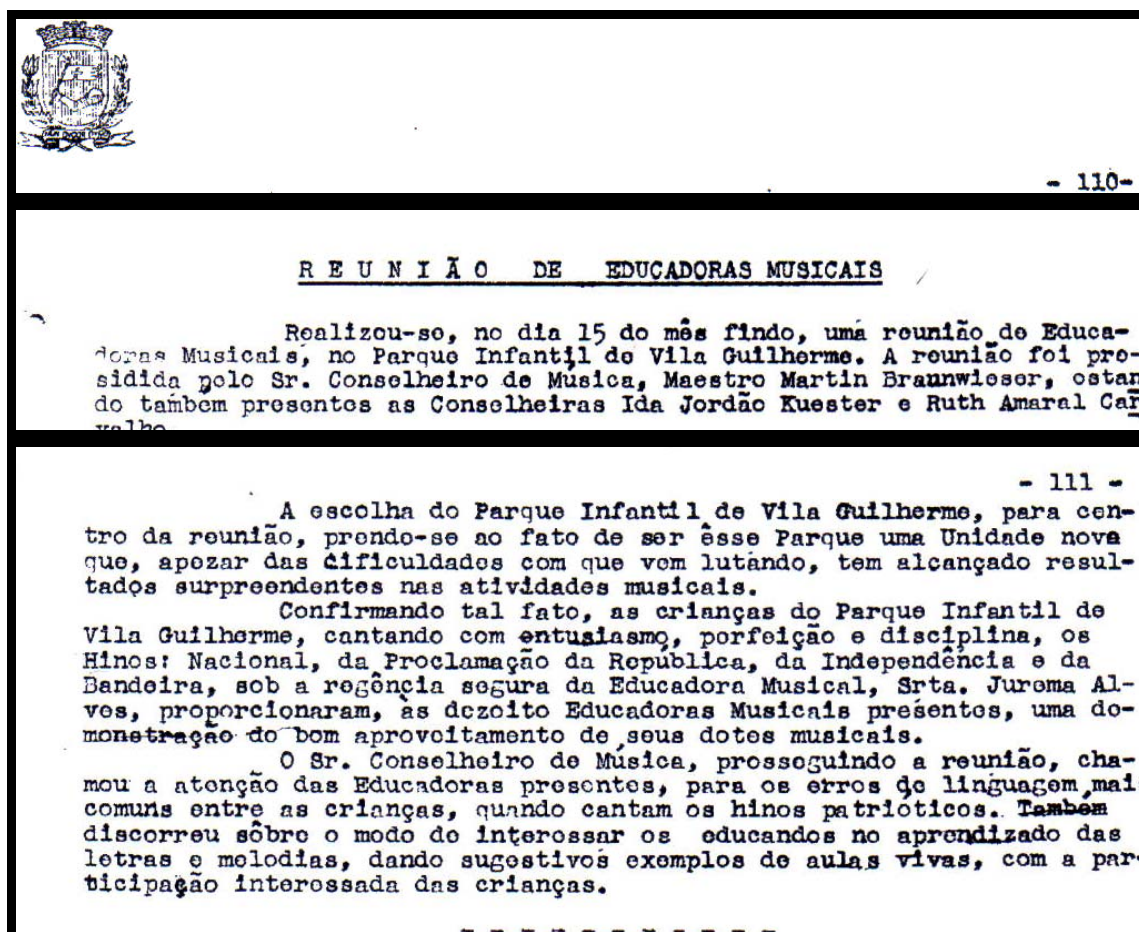 - 110-
R E U N I Ã O DE EDUCADORAS MUSICAIS
Realizou-se, no dia 15 do mês findo, uma reunião de Educa-
doras Musicais, no Parque Infantil de Vila Guilherme. A reunião foi pre-
sidida pelo Sr. Conselheiro de Música, Maestro Martin Braunwieser, estan
do também presentes as Conselheiras Ida Jordão Kuester e Ruth Amaral Car
valho
- 111 -
A escolha do Parque Infantil de Vila Guilherme, para cen-
tro da reunião, prende-se ao fato de ser êsse Parque uma Unidade nova
que, apezar das dificuldades com que vem lutando, tem alcançado resul-
tados surpreendentes nas atividades musicais.
Confirmando tal fato, as crianças do Parque Infantil de
Vila Guilherme, cantando com entusiasmo, perfeição e disciplina, os
Hinos: Nacional, da Proclamação da República, da Independência e da
Bandeira, sob a regência segura da Educadora Musical, Srta. Jurema Al-
ves, proporcionaram, às dezoito Educadoras Musicais presentes, uma de-
monstração do bom aproveitamento de seus dotes musicais.
O Sr. Conselheiro de Música, prosseguindo a reunião, cha-
mou a atenção das Educadoras presentes, para os erros de linguagem mai
comuns entre as crianças, quando cantam os hinos patrióticos. Tambem
discorreu sôbre o modo de interessar os educandos no aprendizado das
letras e melodias, dando sugestivos exemplos de aulas vivas, com a par-
ticipação interessada das crianças.